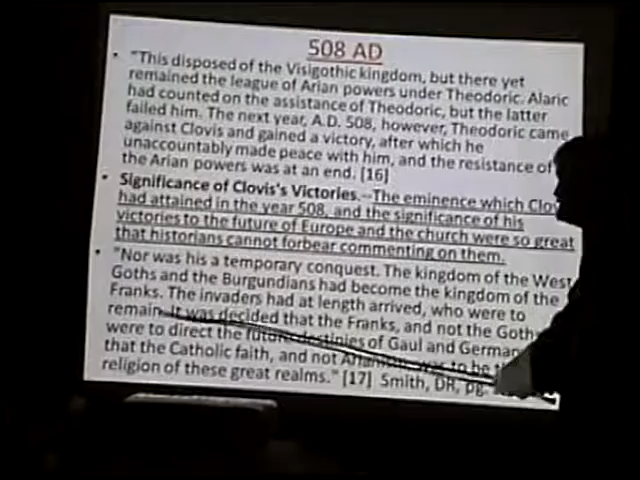 508 AD
• "This disposed of the Visigothic kingdom, but there yet
remained the league of Arian powers under Theodoric. Alaric
had counted on the assistance of Theodoric, but the latter
failed him. The next year, A.D. 508, however, Theodoric came
against Clovis and gained a victory, after which he
unaccountably made peace with him, and the resistance of
the Arian powers was at an end. [16]
• Significance of Clovis's Victories.--The eminence which Clo
had attained in the year 508, and the significance of his
victories to the future of Europe and the church were so great
that historians cannot forbear commenting on them.
• "Nor was his a temporary conquest. The kingdom of the West
Goths and the Burgundians had become the kingdom of the
Franks. The invaders had at length arrived, who were to
remain. It was decided that the Franks, and not the Goth
were to direct the future destinies of Gaul and German
that the Catholic faith, and not Arianism, was to be
religion of these great realms." [17] Smith, DR, pg.